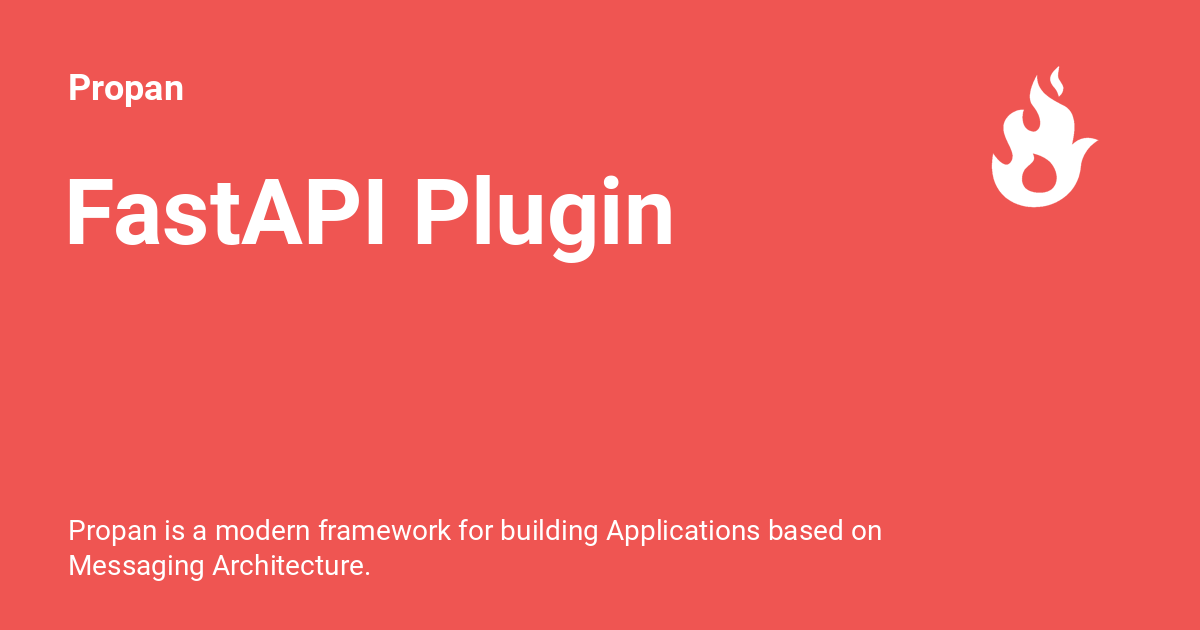 Propan
FastAPI Plugin
Propan is a modern framework for building Applications based on
Messaging Architecture.